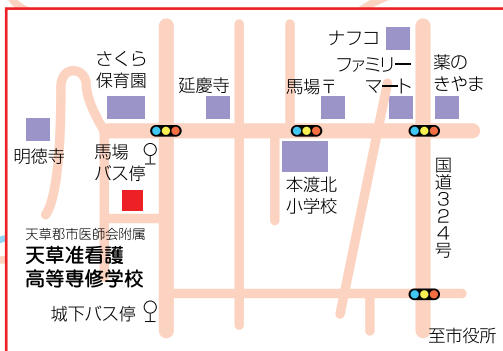 ナフコ
さくら
保育園
延慶寺
馬場〒
ファミリー
マート
薬の
きやま
明徳寺
馬場
バス停
本渡北
小学校
国道324号
天草郡市医師会附属
天草准看護
高等専修学校
城下バス停
至市役所